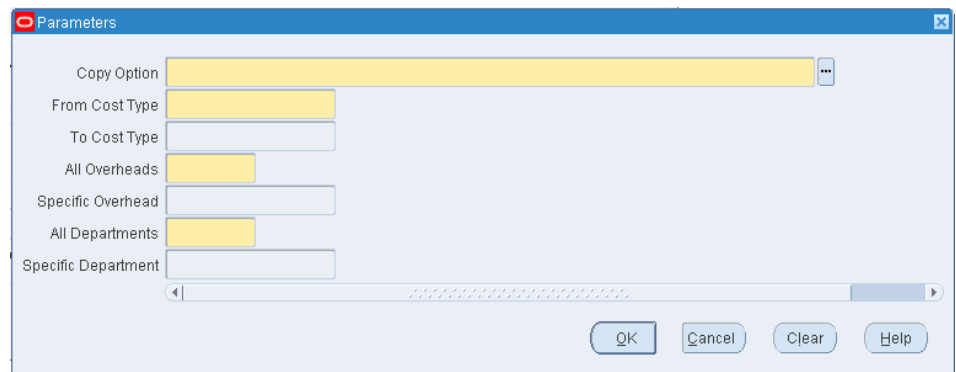 Parameters
Copy Option
From Cost Type
To Cost Type
All Overheads
Specific Overhead
All Departments
Specific Department
OK Cancel Clear Help